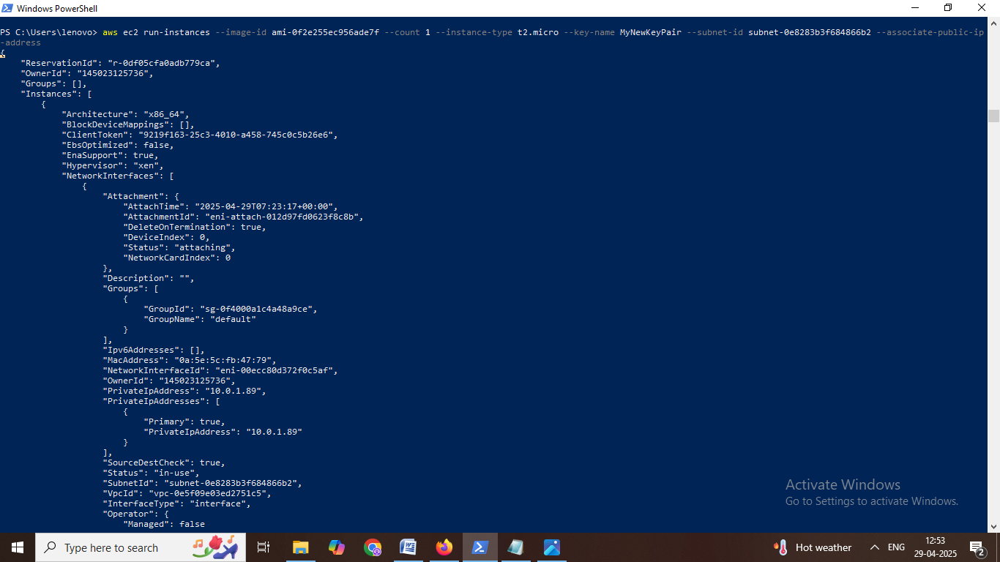 Windows PowerShell
PS C:\Users\lenovo> aws ec2 run-instances --image-id ami-0f2e255ec956ade7f --count 1 --instance-type t2.micro --key-name MyNewKeyPair --subnet-id subnet-0e8283b3f684866b2 --associate-public-ip
-address
{
    "ReservationId": "r-0df05cfa0adb779ca",
    "OwnerId": "145023125736",
    "Groups": [],
    "Instances": [
        {
            "Architecture": "x86_64",
            "BlockDeviceMappings": [],
            "ClientToken": "9219f163-25c3-4010-a458-745c0c5b26e6",
            "EbsOptimized": false,
            "EnaSupport": true,
            "Hypervisor": "xen",
            "NetworkInterfaces": [
                {
                    "Attachment": {
                        "AttachTime": "2025-04-29T07:23:17+00:00",
                        "AttachmentId": "eni-attach-012d97fd0623f8c8b",
                        "DeleteOnTermination": true,
                        "DeviceIndex": 0,
                        "Status": "attaching",
                        "NetworkCardIndex": 0
                    },
                    "Description": "",
                    "Groups": [
                        {
                            "GroupId": "sg-0f4000a1c4a48a9ce",
                            "GroupName": "default"
                        }
                    ],
                    "Ipv6Addresses": [],
                    "MacAddress": "0a:5e:5c:fb:47:79",
                    "NetworkInterfaceId": "eni-00ecc80d372f0c5af",
                    "OwnerId": "145023125736",
                    "PrivateIpAddress": "10.0.1.89",
                    "PrivateIpAddresses": [
                        {
                            "Primary": true,
                            "PrivateIpAddress": "10.0.1.89"
                        }
                    ],
                    "SourceDestCheck": true,
                    "Status": "in-use",
                    "SubnetId": "subnet-0e8283b3f684866b2",
                    "VpcId": "vpc-0e5f09e03ed2751c5",
                    "InterfaceType": "interface",
                    "Operator": {
                        "Managed": false
Activate Windows
Go to Settings to activate Windows.
Type here to search
Hot weather
ENG
12:53
29-04-2025
2